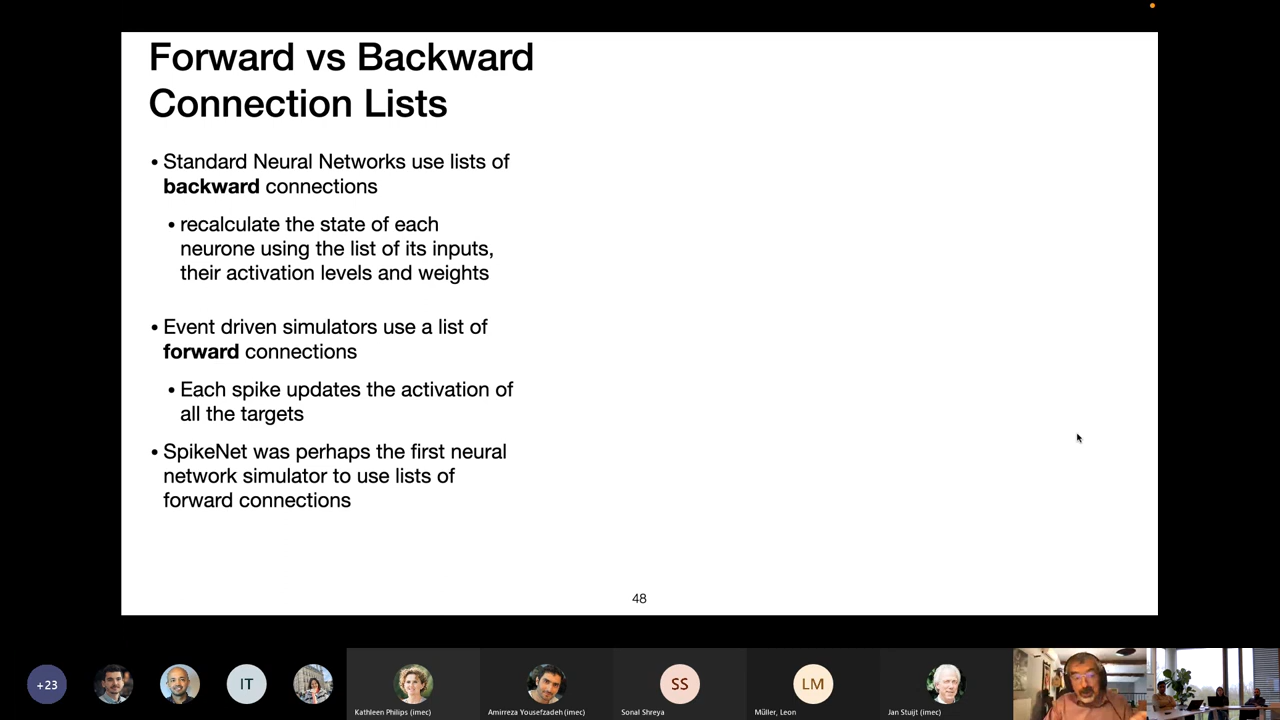 Forward vs Backward
Connection Lists
• Standard Neural Networks use lists of
backward connections
• recalculate the state of each
neurone using the list of its inputs,
their activation levels and weights
• Event driven simulators use a list of
forward connections
• Each spike updates the activation of
all the targets
• SpikeNet was perhaps the first neural
network simulator to use lists of
forward connections
48
+23
IT
SS
LM
Kathleen Philips (imec)
Amirreza Yousefzadeh (imec)
Sonal Shreya
Müller, Leon
Jan Stuijt (imec)